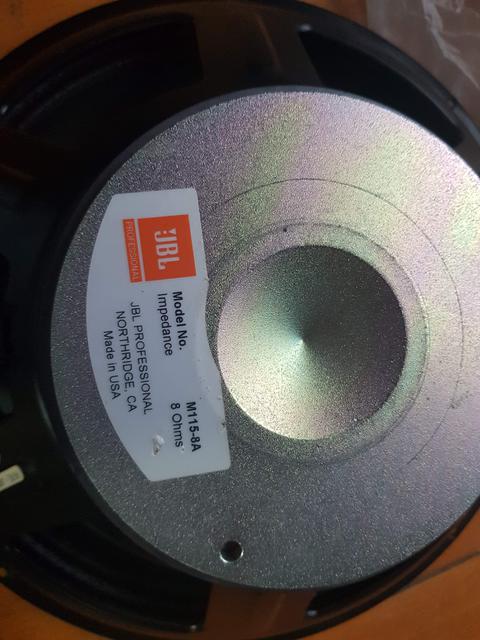 JBL
PROFESSIONAL
Model No. M115-8A
Impedance 8 Ohms
JBL PROFESSIONAL
NORTHRIDGE, CA
Made in USA